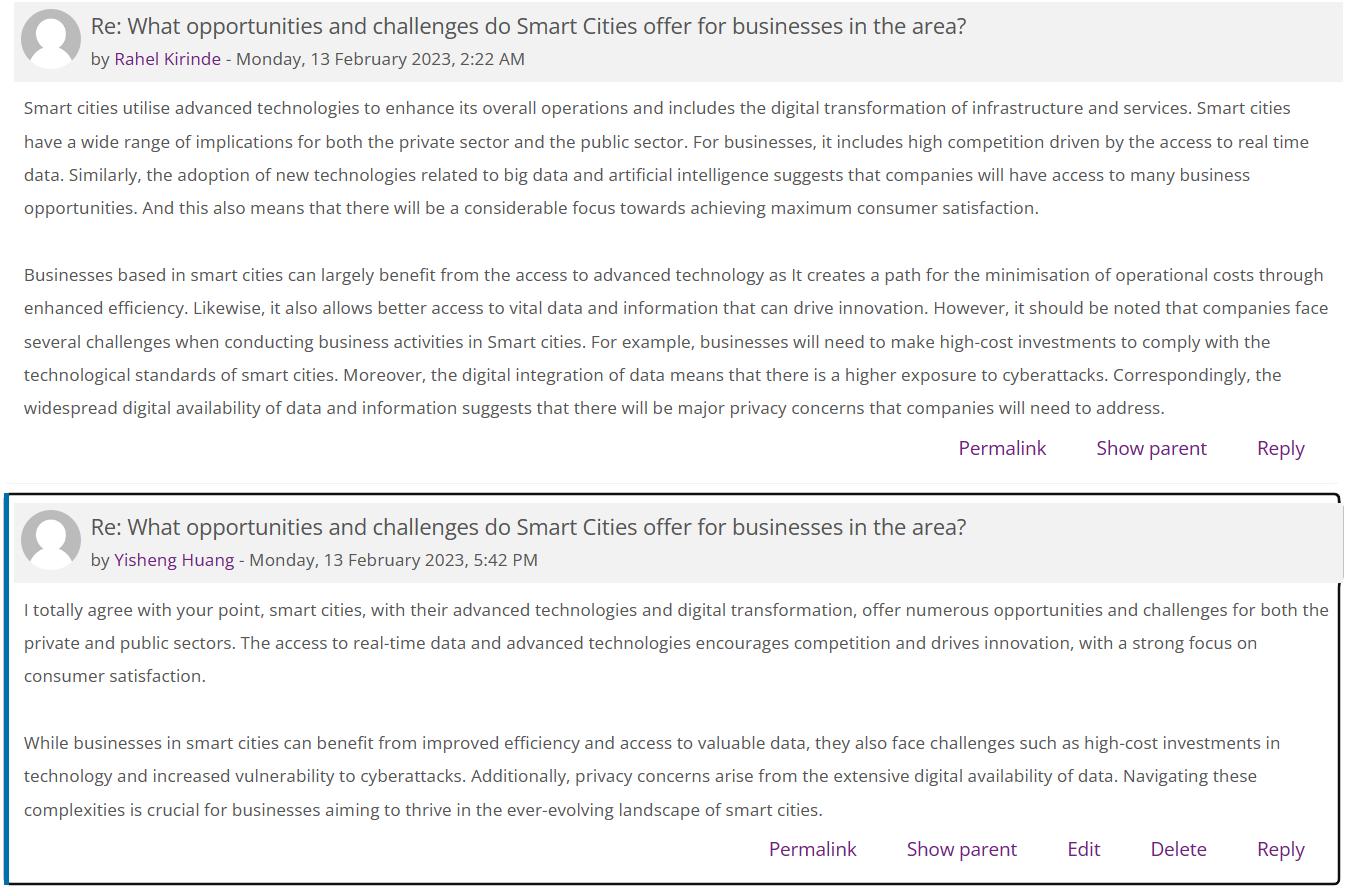 Re: What opportunities and challenges do Smart Cities offer for businesses in the area?
by Rahel Kirinde - Monday, 13 February 2023, 2:22 AM
Smart cities utilise advanced technologies to enhance its overall operations and includes the digital transformation of infrastructure and services. Smart cities
have a wide range of implications for both the private sector and the public sector. For businesses, it includes high competition driven by the access to real time
data. Similarly, the adoption of new technologies related to big data and artificial intelligence suggests that companies will have access to many business
opportunities. And this also means that there will be a considerable focus towards achieving maximum consumer satisfaction.
Businesses based in smart cities can largely benefit from the access to advanced technology as It creates a path for the minimisation of operational costs through
enhanced efficiency. Likewise, it also allows better access to vital data and information that can drive innovation. However, it should be noted that companies face
several challenges when conducting business activities in Smart cities. For example, businesses will need to make high-cost investments to comply with the
technological standards of smart cities. Moreover, the digital integration of data means that there is a higher exposure to cyberattacks. Correspondingly, the
widespread digital availability of data and information suggests that there will be major privacy concerns that companies will need to address.
Permalink Show parent Reply
Re: What opportunities and challenges do Smart Cities offer for businesses in the area?
by Yisheng Huang - Monday, 13 February 2023, 5:42 PM
I totally agree with your point, smart cities, with their advanced technologies and digital transformation, offer numerous opportunities and challenges for both the
private and public sectors. The access to real-time data and advanced technologies encourages competition and drives innovation, with a strong focus on
consumer satisfaction.
While businesses in smart cities can benefit from improved efficiency and access to valuable data, they also face challenges such as high-cost investments in
technology and increased vulnerability to cyberattacks. Additionally, privacy concerns arise from the extensive digital availability of data. Navigating these
complexities is crucial for businesses aiming to thrive in the ever-evolving landscape of smart cities.
Permalink Show parent Edit Delete Reply